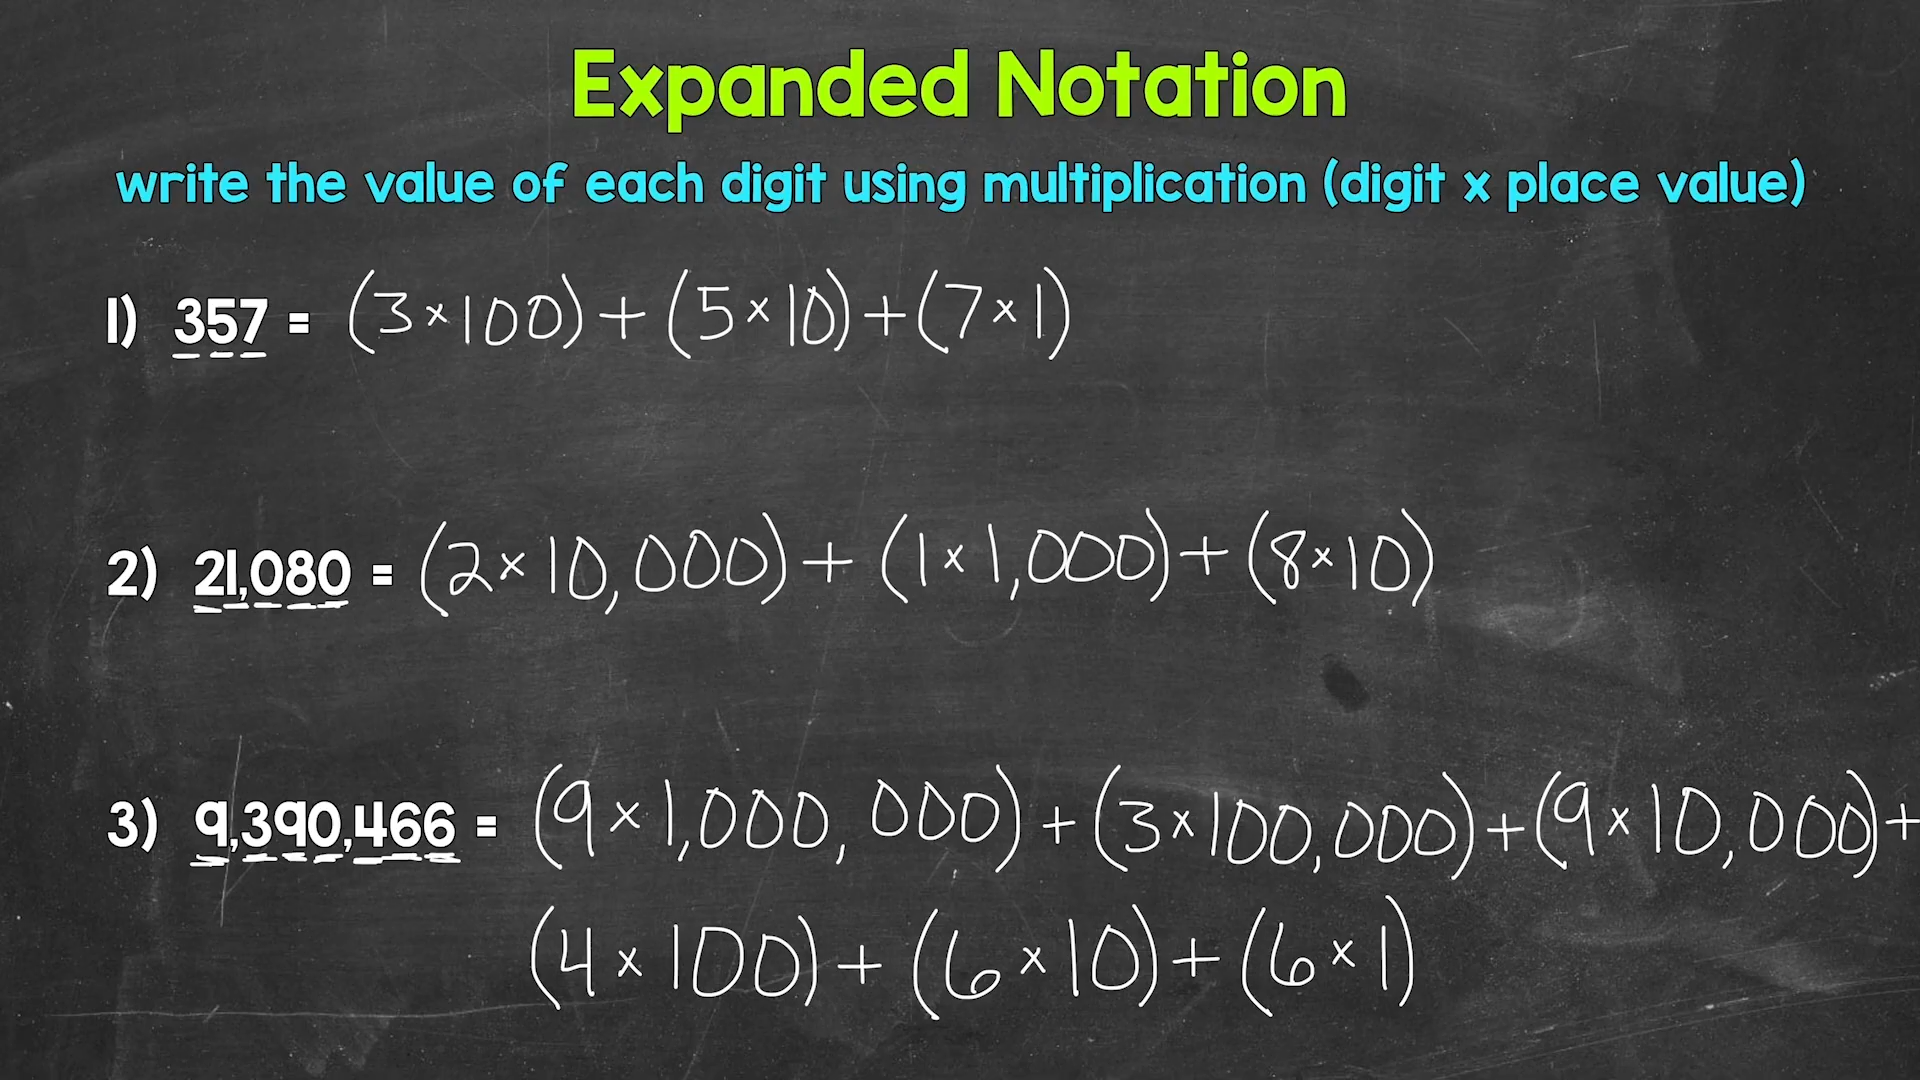 Expanded Notation
write the value of each digit using multiplication (digit x place value)
1) 357 = (3×100)+(5×10)+(7×1)
2) 21,080 = (2×10,000)+(1×1,000)+(8×10)
3) 9,390,466 = (9×1,000,000)+(3×100,000)+(9×10,000)+
(4×100)+(6×10)+(6×1)